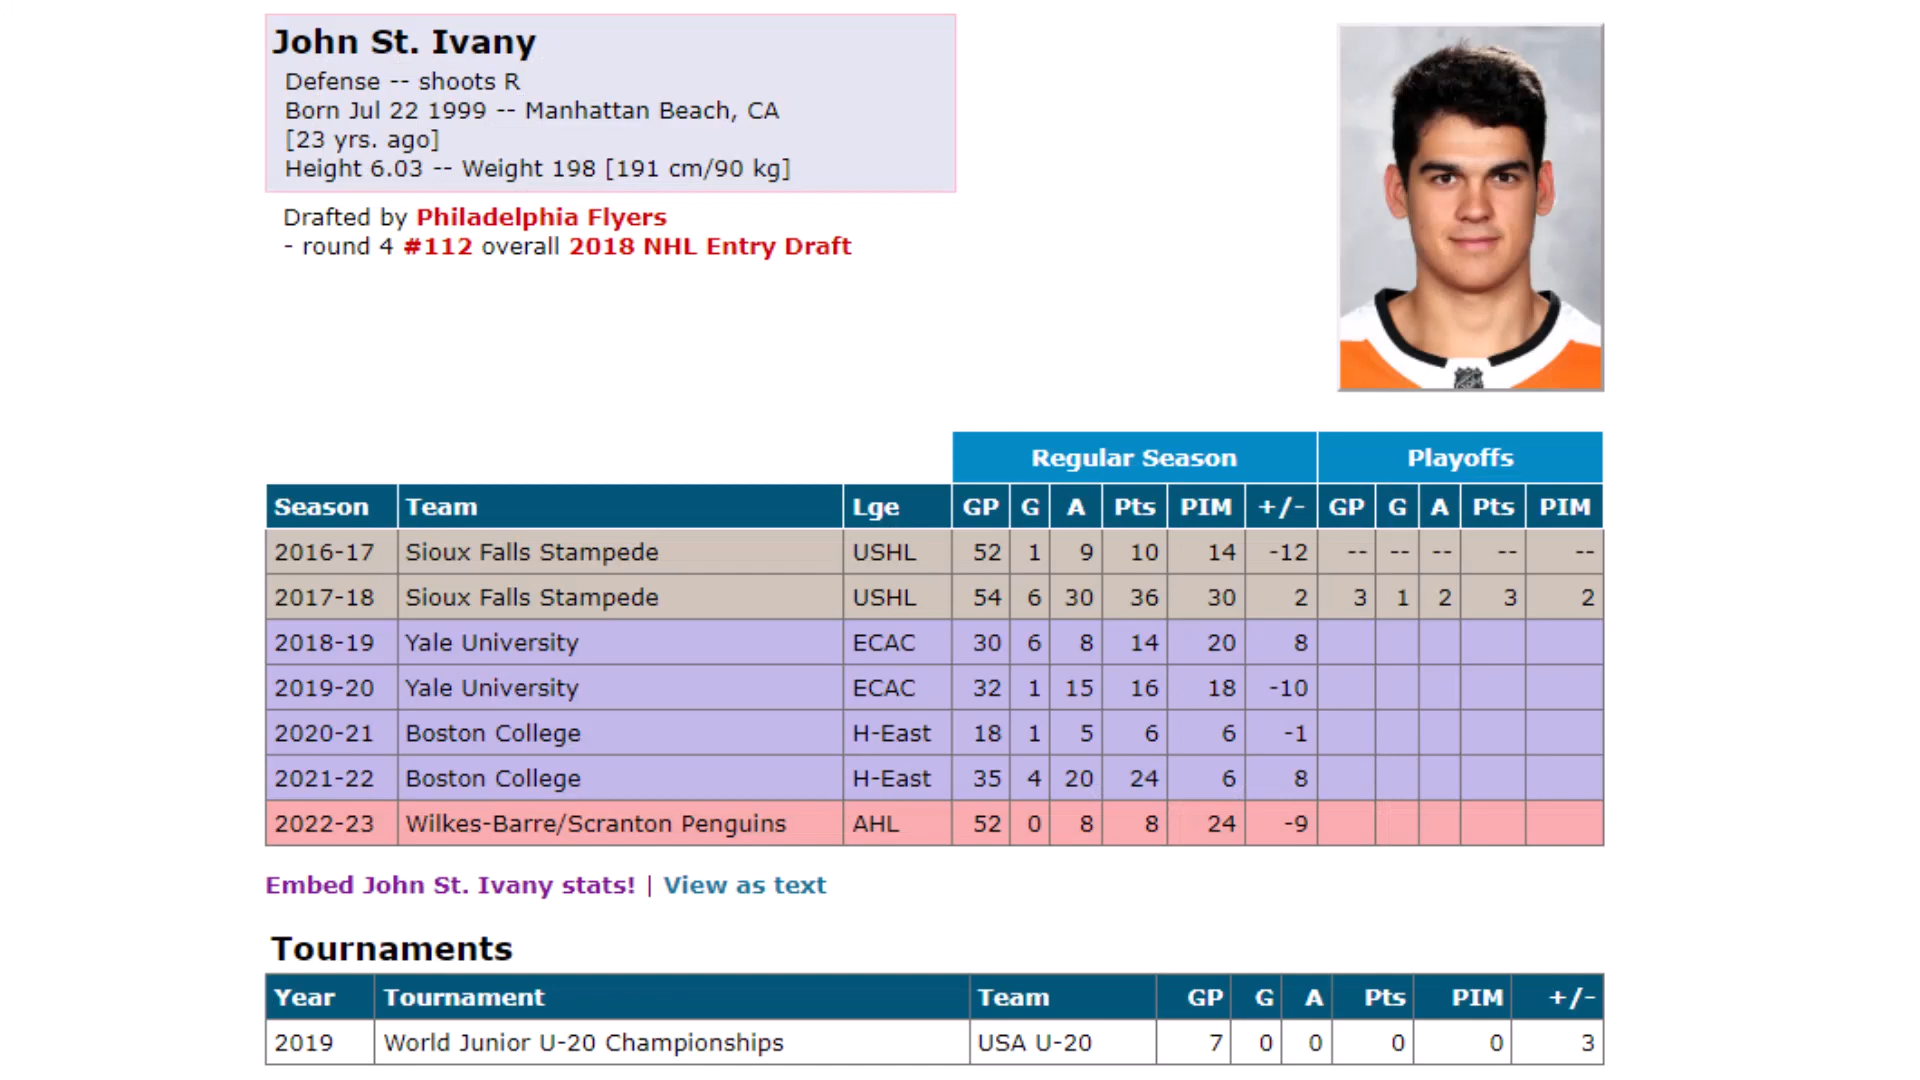 John St. Ivany
Defense -- shoots R
Born Jul 22 1999 -- Manhattan Beach, CA
[23 yrs. ago]
Height 6.03 -- Weight 198 [191 cm/90 kg]
Drafted by Philadelphia Flyers
- round 4 #112 overall 2018 NHL Entry Draft
Regular Season Playoffs
Season Team Lge GP G A Pts PIM +/- GP G A Pts PIM
2016-17 Sioux Falls Stampede USHL 52 1 9 10 14 -12 -- -- -- -- --
2017-18 Sioux Falls Stampede USHL 54 6 30 36 30 2 3 1 2 3 2
2018-19 Yale University ECAC 30 6 8 14 20 8
2019-20 Yale University ECAC 32 1 15 16 18 -10
2020-21 Boston College H-East 18 1 5 6 6 -1
2021-22 Boston College H-East 35 4 20 24 6 8
2022-23 Wilkes-Barre/Scranton Penguins AHL 52 0 8 8 24 -9
Embed John St. Ivany stats! | View as text
Tournaments
Year Tournament Team GP G A Pts PIM +/-
2019 World Junior U-20 Championships USA U-20 7 0 0 0 0 3